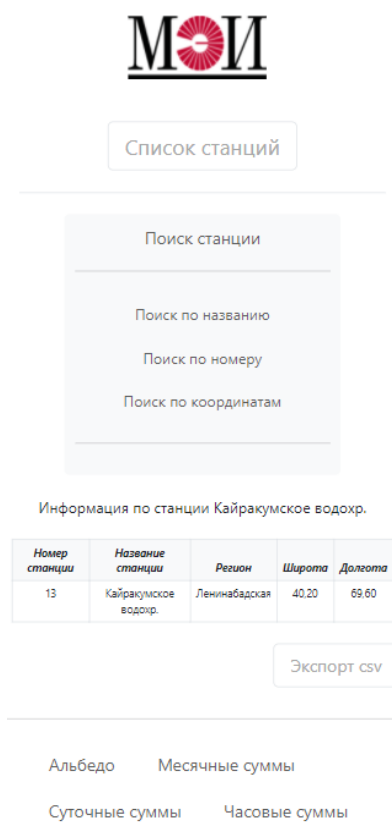 МЭИ
Список станций
Поиск станции
Поиск по названию
Поиск по номеру
Поиск по координатам
Информация по станции Кайракумское водохр.
Номер станции Название станции Регион Широта Долгота
13 Кайракумское водохр. Ленинабадская 40,20 69,60
Экспорт csv
Альбедо Месячные суммы
Суточные суммы Часовые суммы